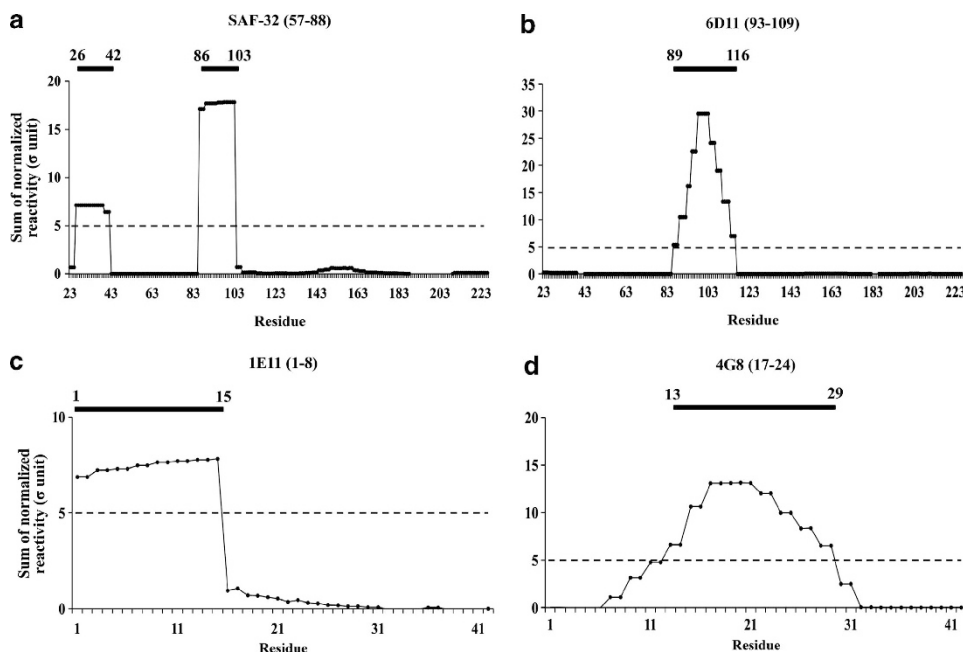 a
SAF-32 (57-88)
26 42 86 103
20
15
10
5
0
Sum of normalized
reactivity (σ unit)
23 43 63 83 103 123 143 163 183 203 223
Residue
b
6D11 (93-109)
89 116
35
30
25
20
15
10
5
0
23 43 63 83 103 123 143 163 183 203 223
Residue
c
1E11 (1-8)
1 15
10
5
0
Sum of normalized
reactivity (σ unit)
1 11 21 31 41
Residue
d
4G8 (17-24)
13 29
20
15
10
5
0
1 11 21 31 41
Residue